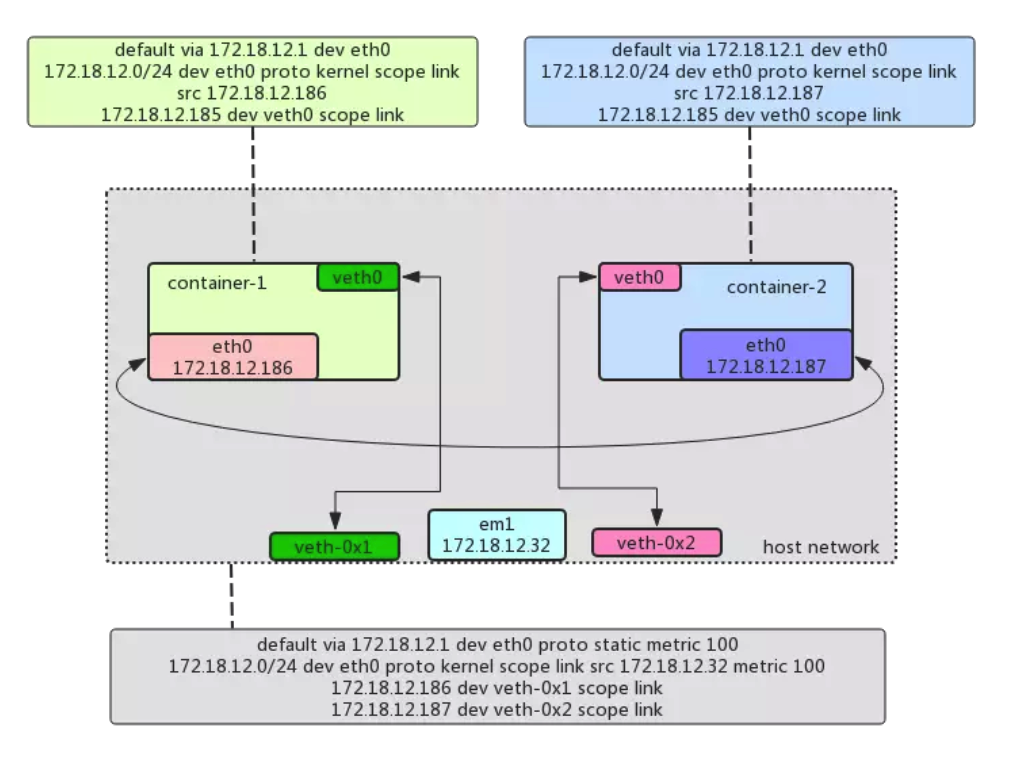 default via 172.18.12.1 dev eth0
172.18.12.0/24 dev eth0 proto kernel scope link
src 172.18.12.186
172.18.12.185 dev veth0 scope link
default via 172.18.12.1 dev eth0
172.18.12.0/24 dev eth0 proto kernel scope link
src 172.18.12.187
172.18.12.185 dev veth0 scope link
container-1
veth0
eth0
172.18.12.186
veth0
container-2
eth0
172.18.12.187
veth-0x1
em1
172.18.12.32
veth-0x2
host network
default via 172.18.12.1 dev eth0 proto static metric 100
172.18.12.0/24 dev eth0 proto kernel scope link src 172.18.12.32 metric 100
172.18.12.186 dev veth-0x1 scope link
172.18.12.187 dev veth-0x2 scope link